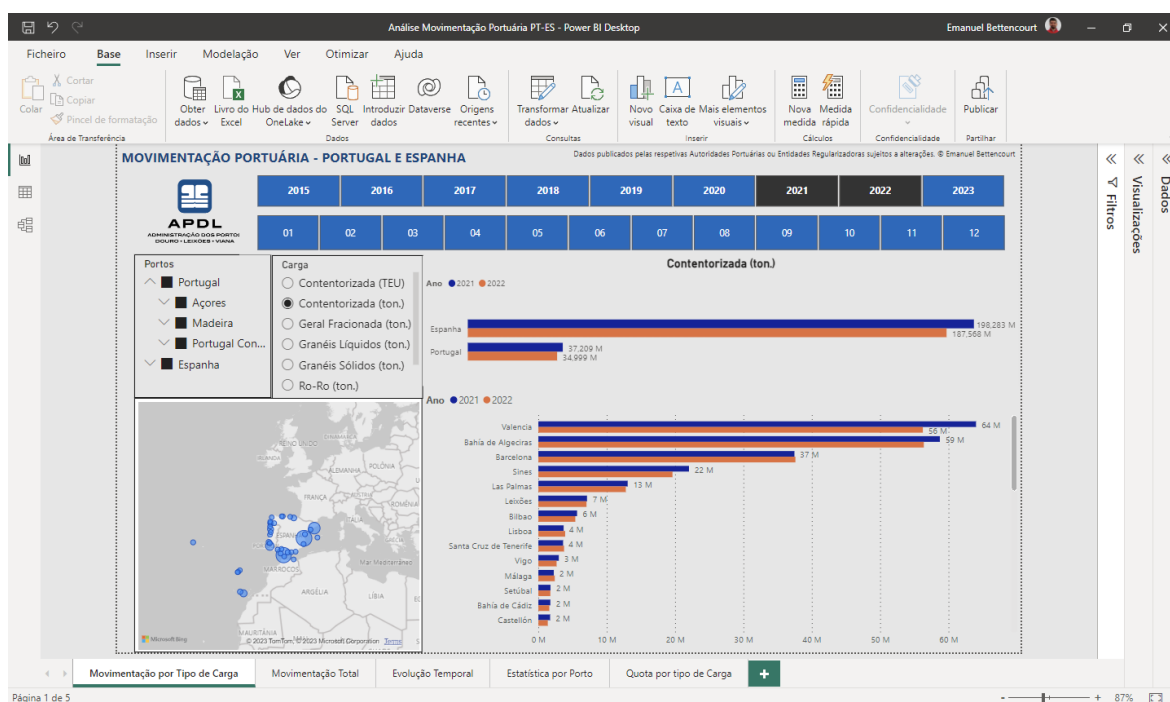 Análise Movimentação Portuária PT-ES - Power BI Desktop
Emanuel Bettencourt
Ficheiro Base Inserir Modelação Ver Otimizar Ajuda
Colar
Cortar
Copiar
Pincel de formatação
Área de Transferência
Obter dados
Livro do Excel
Hub de dados do OneLake
SQL Server
Introduzir dados
Dataverse
Origens recentes
Dados
Transformar dados
Atualizar
Consultas
Novo visual
Caixa de texto
Mais elementos visuais
Inserir
Nova medida
Medida rápida
Cálculos
Confidencialidade
Confidencialidade
Publicar
Partilhar
MOVIMENTAÇÃO PORTUÁRIA - PORTUGAL E ESPANHA
Dados publicados pelas respetivas Autoridades Portuárias ou Entidades Regularizadoras sujeitos a alterações. © Emanuel Bettencourt
APDL
ADMINISTRAÇÃO DOS PORTOS
DOURO • LEIXÕES • VIANA
2015 2016 2017 2018 2019 2020 2021 2022 2023
01 02 03 04 05 06 07 08 09 10 11 12
Portos
Portugal
Açores
Madeira
Portugal Con...
Espanha
Carga
Contentorizada (TEU)
Contentorizada (ton.)
Geral Fracionada (ton.)
Granéis Líquidos (ton.)
Granéis Sólidos (ton.)
Ro-Ro (ton.)
Contentorizada (ton.)
Ano 2021 2022
Espanha 198,283 M
187,568 M
Portugal 37,209 M
34,999 M
Ano 2021 2022
Valencia 64 M
56 M
Bahía de Algeciras 59 M
Barcelona 37 M
Sines 22 M
Las Palmas 13 M
Leixões 7 M
Bilbao 6 M
Lisboa 4 M
Santa Cruz de Tenerife 4 M
Vigo 3 M
Málaga 2 M
Setúbal 2 M
Bahía de Cádiz 2 M
Castellón 2 M
0 M 10 M 20 M 30 M 40 M 50 M 60 M
REINO UNIDO
DINAMARCA
POLÓNIA
ALEMANHA
FRANÇA
ROMÉNIA
Mar Mediterrâneo
MARROCOS
ARGÉLIA
LÍBIA
MAURITÂNIA
Microsoft Bing
© 2023 TomTom, © 2023 Microsoft Corporation Terms
Filtros
Visualizações
Dados
Movimentação por Tipo de Carga Movimentação Total Evolução Temporal Estatística por Porto Quota por tipo de Carga +
Página 1 de 5
- + 87%